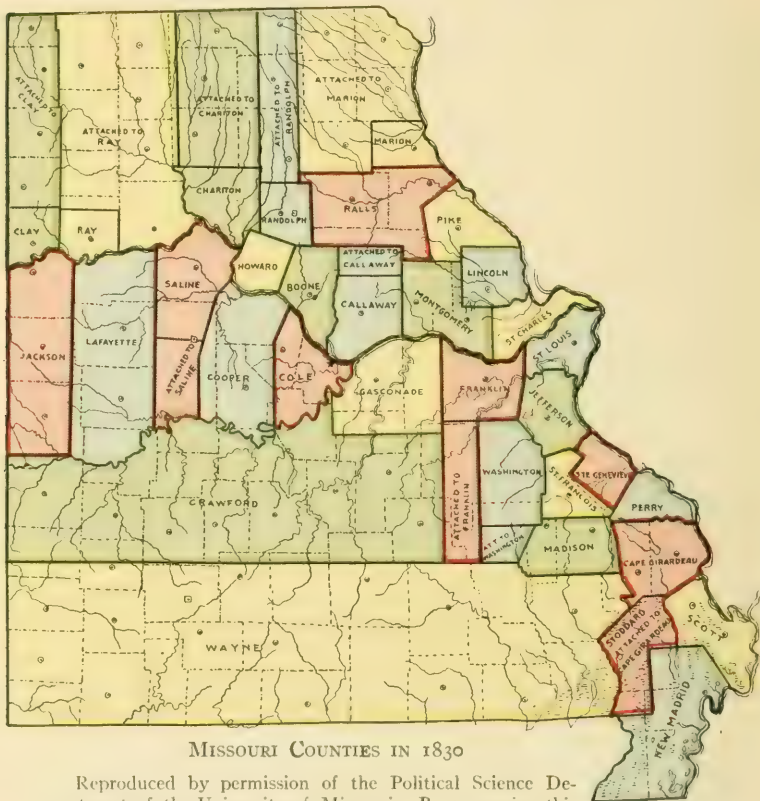 ATTACHED TO CLAY
ATTACHED TO RAY
ATTACHED TO CHARITON
ATTACHED TO RANDOLPH
ATTACHED TO MARION
MARION
CHARITON
RANDOLPH
RALLS
PIKE
CLAY
RAY
SALINE
HOWARD
BOONE
ATTACHED TO CALLAWAY
CALLAWAY
MONTGOMERY
LINCOLN
ST CHARLES
ST LOUIS
JACKSON
LAFAYETTE
ATTACHED TO SALINE
COOPER
COLE
GASCONADE
FRANKLIN
JEFFERSON
CRAWFORD
ATTACHED TO FRANKLIN
WASHINGTON
ATT. TO WASHINGTON
ST FRANCOIS
STE GENEVIEVE
PERRY
MADISON
CAPE GIRARDEAU
WAYNE
STODDARD
ATTACHED TO
CAPE GIRARDEAU
SCOTT
NEW MADRID
MISSOURI COUNTIES IN 1830
Reproduced by permission of the Political Science De-